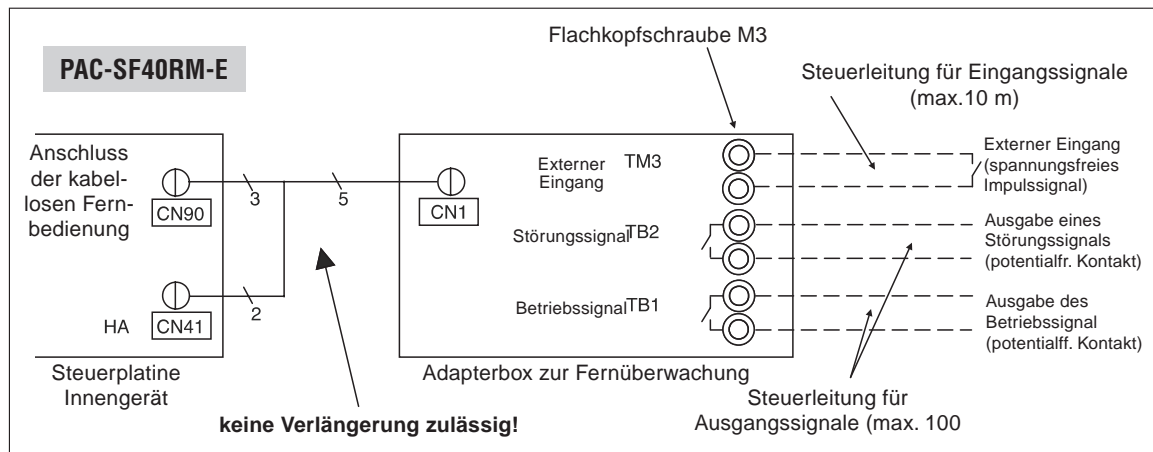 Flachkopfschraube M3
PAC-SF40RM-E
Steuerleitung für Eingangssignale
(max.10 m)
Anschluss
der kabel-
losen Fern-
bedienung
CN90
3
5
CN1
Externer
Eingang
TM3
Externer Eingang
(spannungsfreies
Impulssignal)
Störungssignal
TB2
Ausgabe eines
Störungssignals
(potentialfr. Kontakt)
HA
CN41
2
Betriebssignal
TB1
Ausgabe des
Betriebssignal
(potentialff. Kontakt)
Steuerplatine
Innengerät
Adapterbox zur Fernüberwachung
keine Verlängerung zulässig!
Steuerleitung für
Ausgangssignale (max. 100